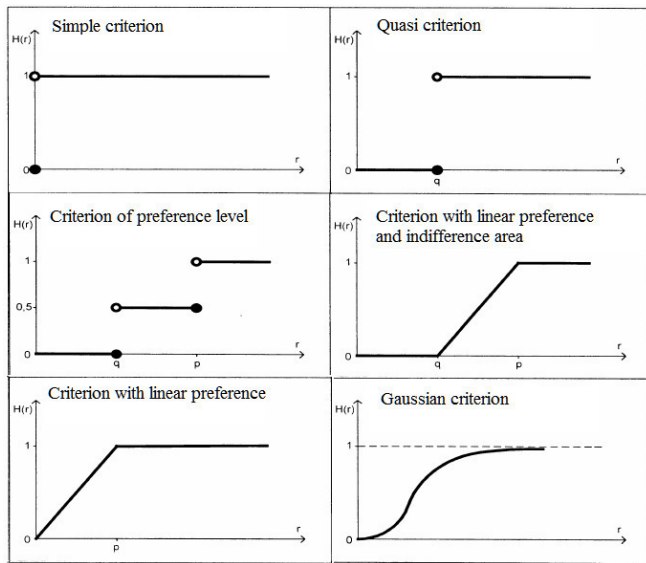 Simple criterion
H(r)
1
0
r
Quasi criterion
H(r)
1
0
q
r
Criterion of preference level
H(r)
1
0,5
0
q
p
r
Criterion with linear preference
and indifference area
H(r)
1
0
q
p
r
Criterion with linear preference
H(r)
1
0
p
r
Gaussian criterion
H(r)
1
0
r